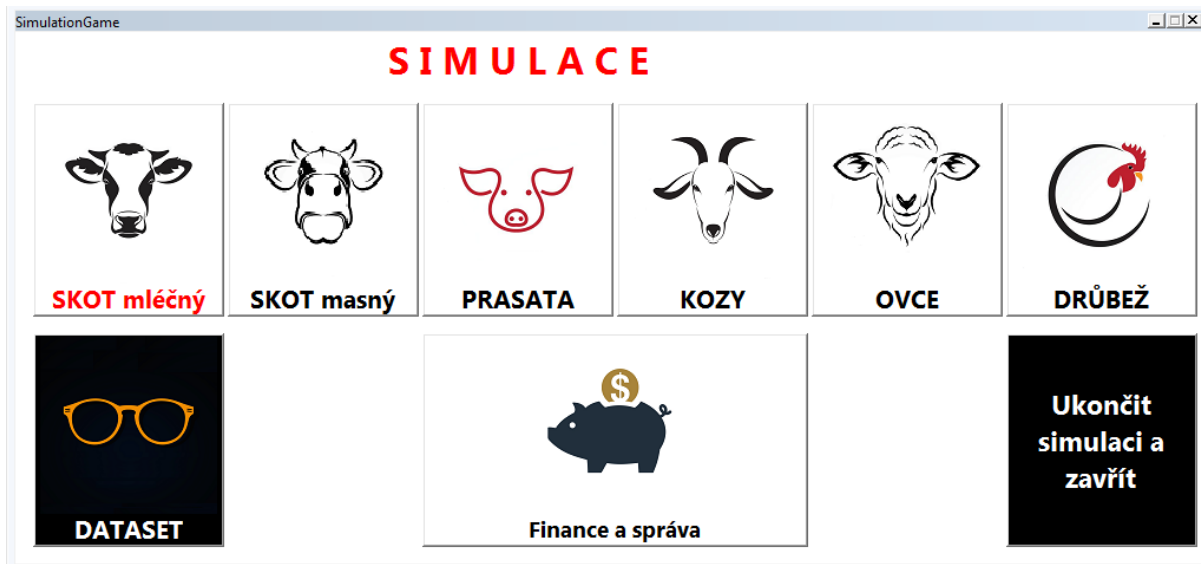 SimulationGame
S I M U L A C E
SKOT mléčný
SKOT masný
PRASATA
KOZY
OVCE
DRŮBEŽ
$
Ukončit
simulaci a
zavřít
DATASET
Finance a správa